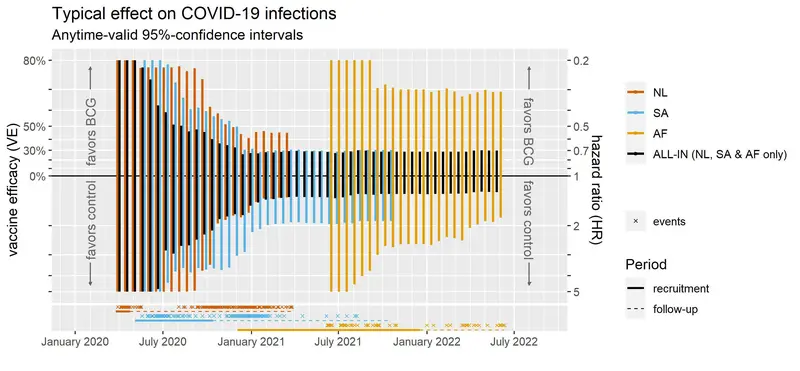 Typical effect on COVID-19 infections
Anytime-valid 95%-confidence intervals
vaccine efficacy (VE)
80%
50%
30%
0%
favors BCG
favors control
favors BCG
favors control
0.2
0.5
0.7
1
2
5
hazard ratio (HR)
January 2020
July 2020
January 2021
July 2021
January 2022
July 2022
NL
SA
AF
ALL-IN (NL, SA & AF only)
events
Period
recruitment
follow-up